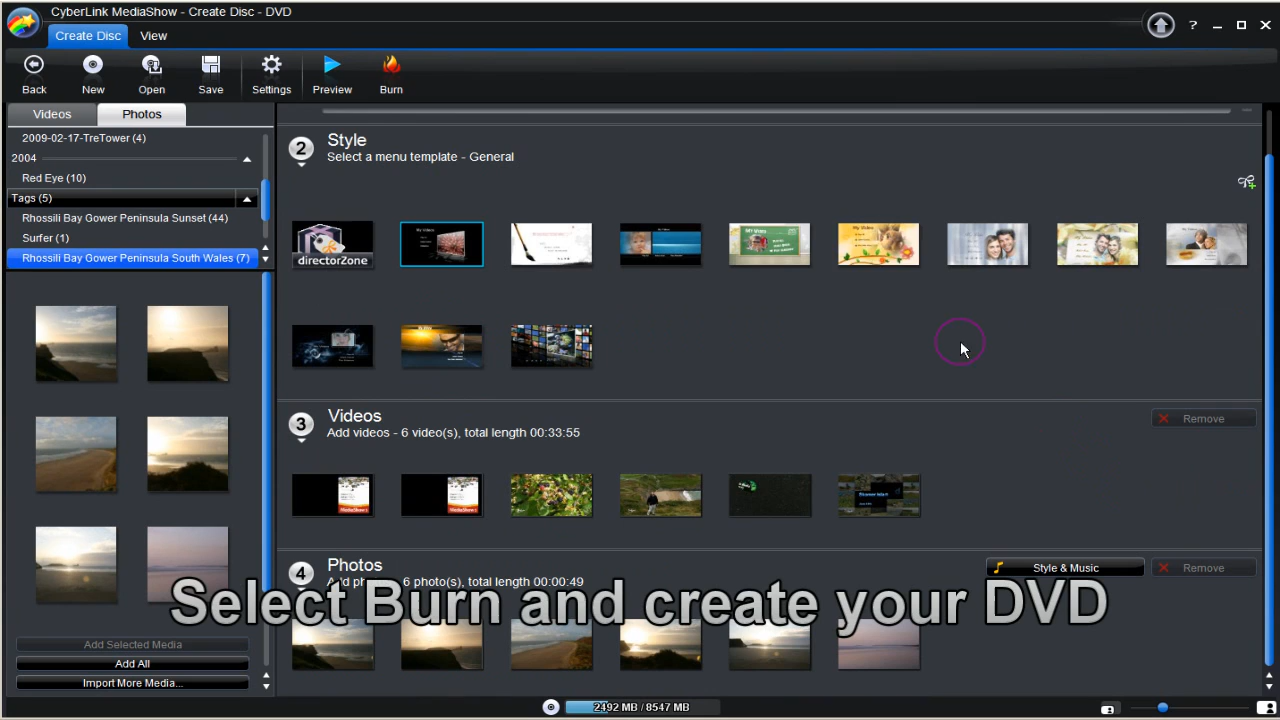 CyberLink MediaShow - Create Disc - DVD
Create Disc
View
?
Back
New
Open
Save
Settings
Preview
Burn
Videos
Photos
2009-02-17-TreTower (4)
2004
Red Eye (10)
Tags (5)
Rhossili Bay Gower Peninsula Sunset (44)
Surfer (1)
Rhossili Bay Gower Peninsula South Wales (7)
Add Selected Media
Add All
Import More Media...
2
Style
Select a menu template - General
directorZone
3
Videos
Add videos - 6 video(s), total length 00:33:55
Remove
4
Photos
6 photo(s), total length 00:00:49
Style & Music
Remove
Select Burn and create your DVD
2492 MB / 8547 MB